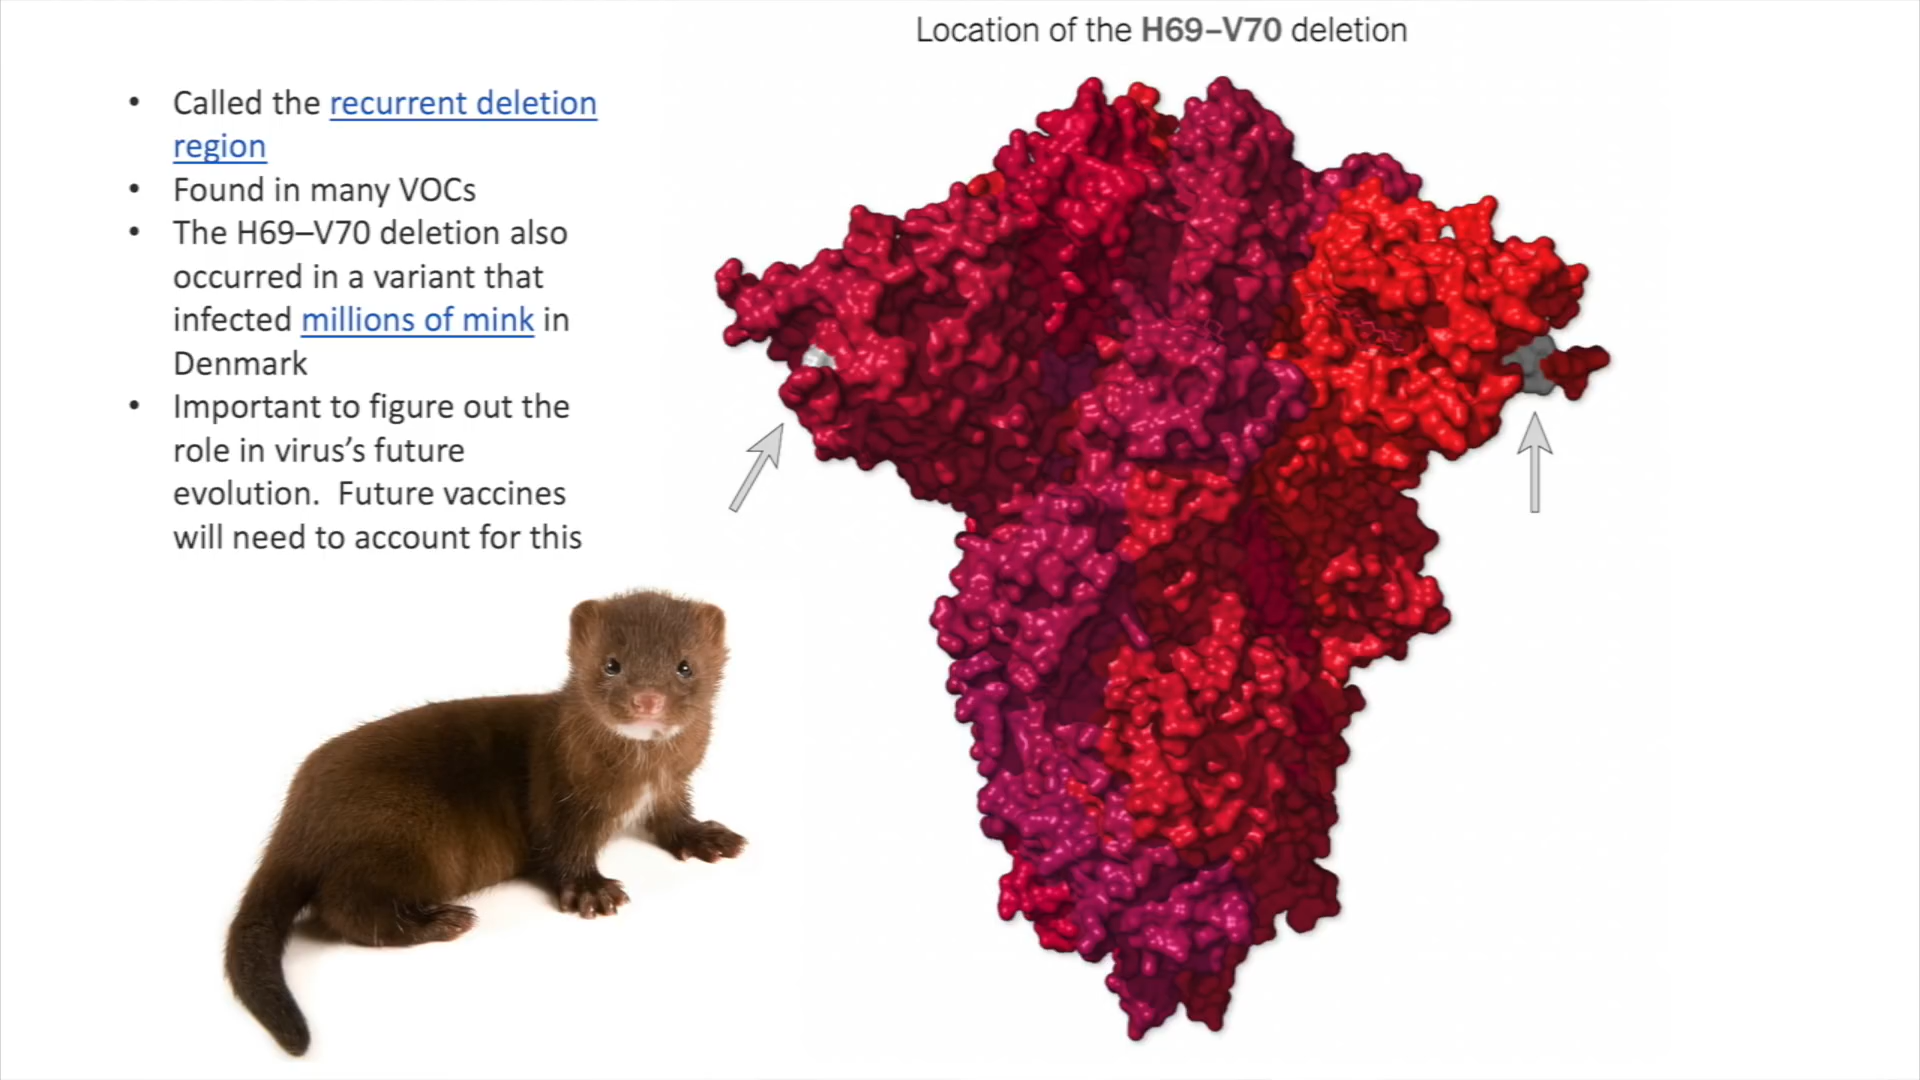 Location of the H69–V70 deletion
• Called the recurrent deletion
region
• Found in many VOCs
• The H69–V70 deletion also
occurred in a variant that
infected millions of mink in
Denmark
• Important to figure out the
role in virus’s future
evolution.  Future vaccines
will need to account for this